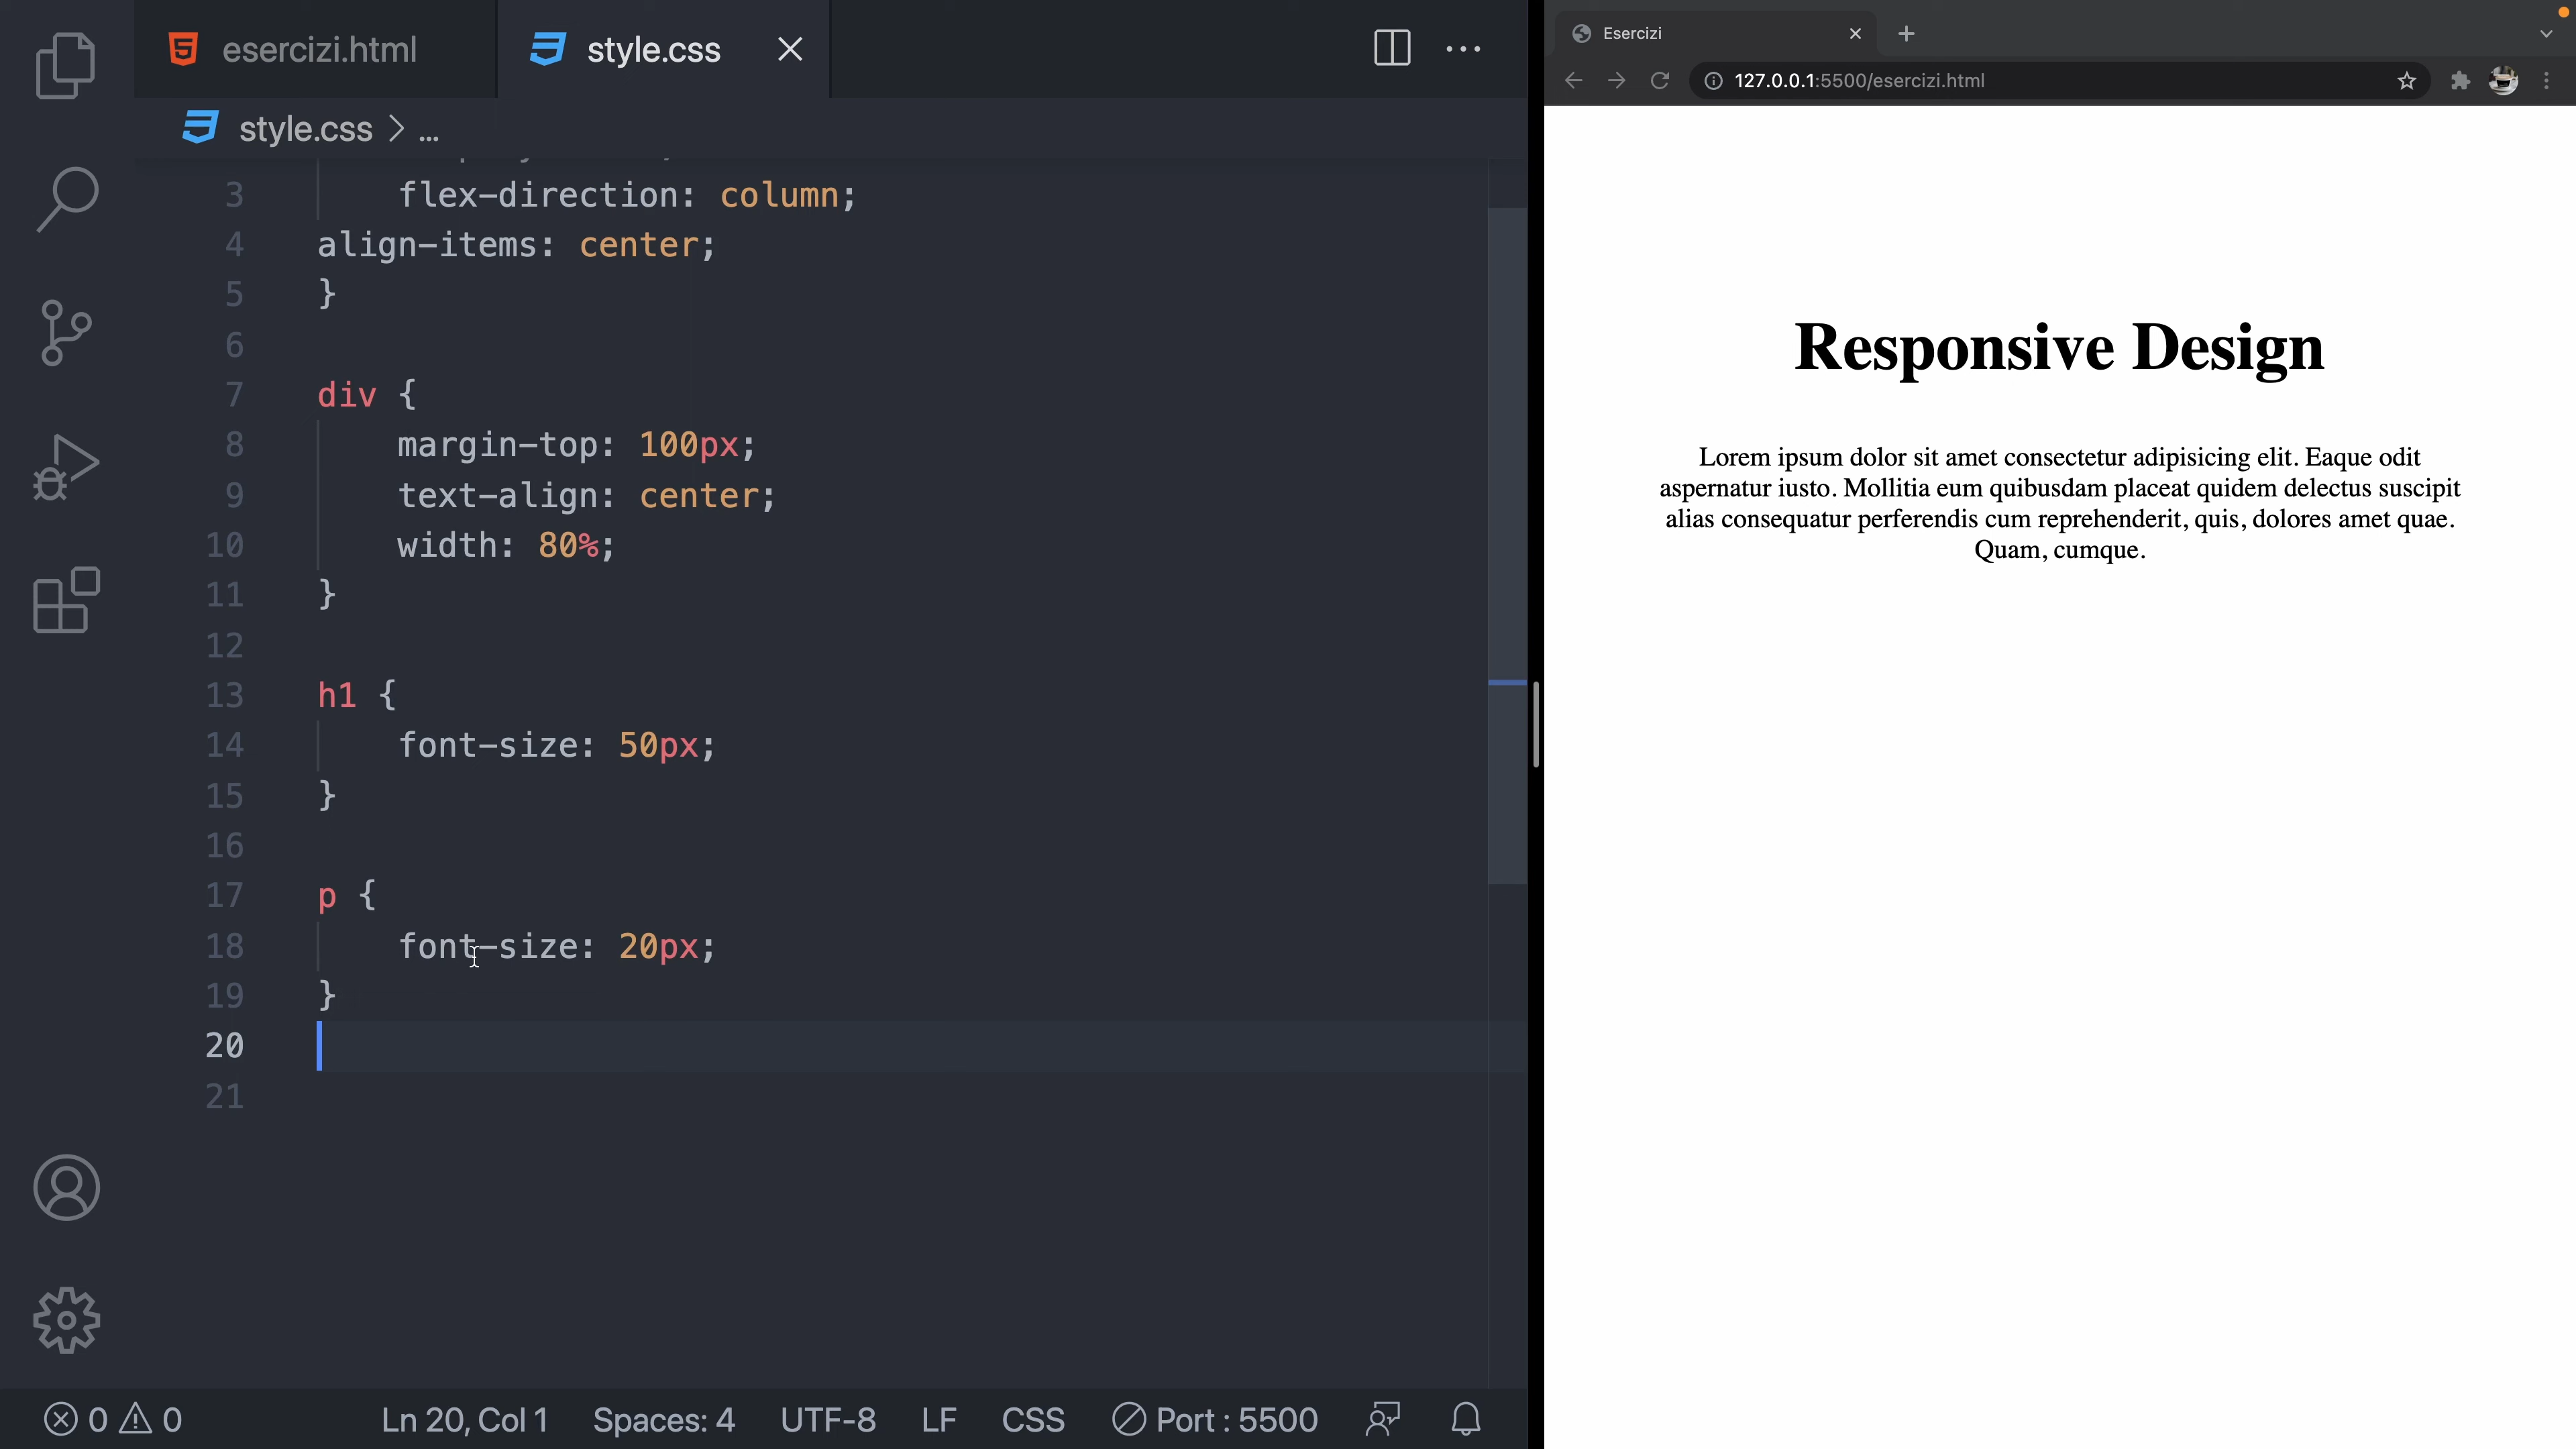 esercizi.html
style.css
style.css > ...
3 flex-direction: column;
4 align-items: center;
5 }
6
7 div {
8 margin-top: 100px;
9 text-align: center;
10 width: 80%;
11 }
12
13 h1 {
14 font-size: 50px;
15 }
16
17 p {
18 font-size: 20px;
19 }
20
21
0 0 Ln 20, Col 1 Spaces: 4 UTF-8 LF CSS Port : 5500
Esercizi
127.0.0.1:5500/esercizi.html
Responsive Design
Lorem ipsum dolor sit amet consectetur adipisicing elit. Eaque odit
aspernatur iusto. Mollitia eum quibusdam placeat quidem delectus suscipit
alias consequatur perferendis cum reprehenderit, quis, dolores amet quae.
Quam, cumque.